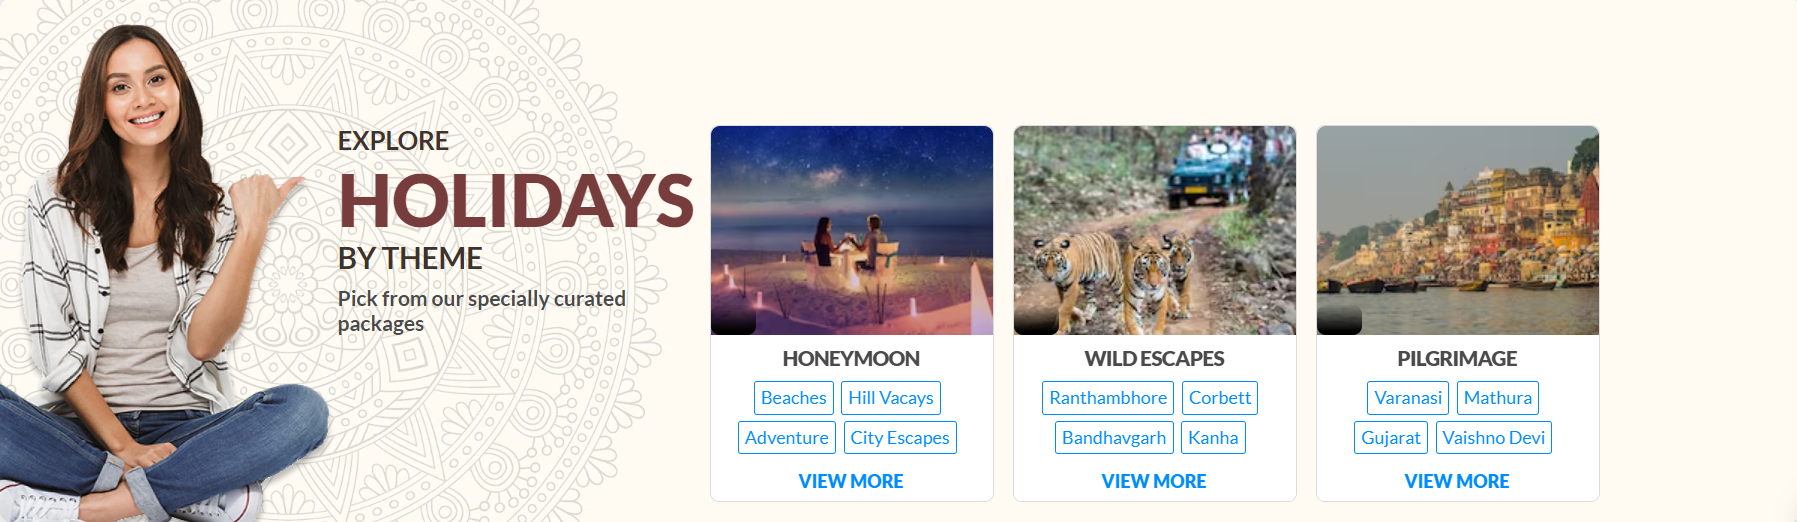 EXPLORE
HOLIDAYS
BY THEME
Pick from our specially curated
packages
HONEYMOON
Beaches Hill Vacays
Adventure City Escapes
VIEW MORE
WILD ESCAPES
Ranthambhore Corbett
Bandhavgarh Kanha
VIEW MORE
PILGRIMAGE
Varanasi Mathura
Gujarat Vaishno Devi
VIEW MORE